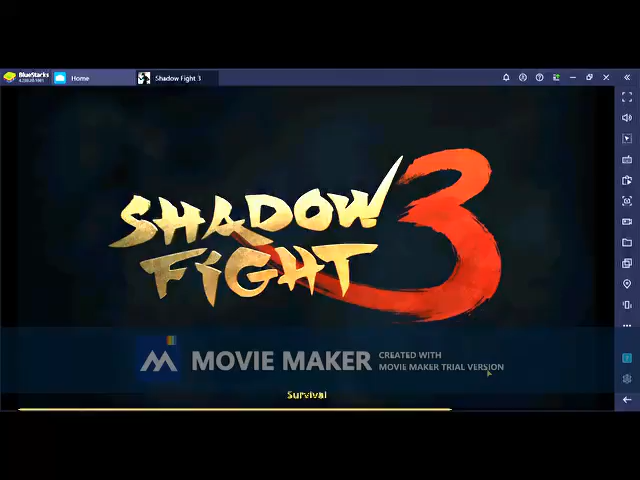 BlueStacks
Home
Shadow Fight 3
SHADOW
FIGHT
3
MOVIE MAKER
CREATED WITH
MOVIE MAKER TRIAL VERSION
Survival